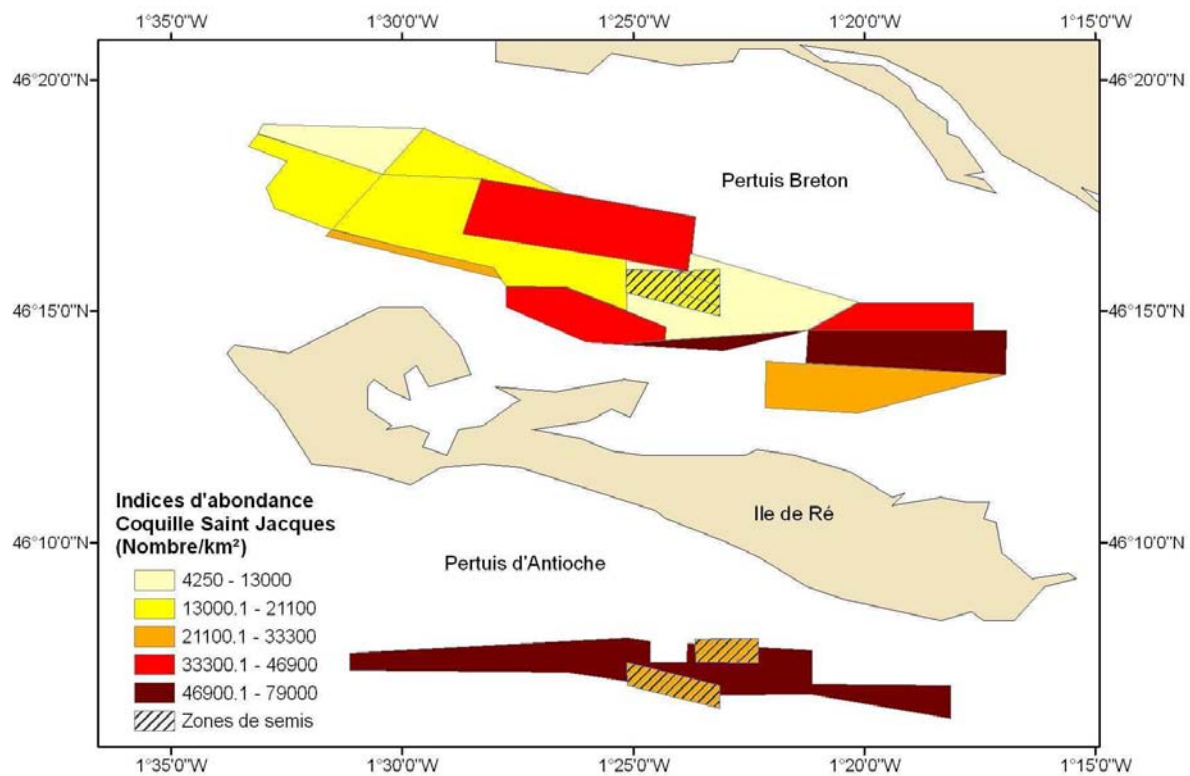 1°35'0"W 1°30'0"W 1°25'0"W 1°20'0"W 1°15'0"W
46°20'0"N 46°20'0"N
Pertuis Breton
46°15'0"N 46°15'0"N
Indices d'abondance
Coquille Saint Jacques
(Nombre/km²)
Ile de Ré
46°10'0"N 46°10'0"N
Pertuis d'Antioche
4250 - 13000
13000.1 - 21100
21100.1 - 33300
33300.1 - 46900
46900.1 - 79000
Zones de semis
1°35'0"W 1°30'0"W 1°25'0"W 1°20'0"W 1°15'0"W